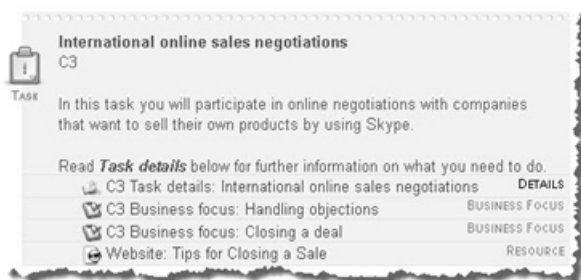 International online sales negotiations
C3
TASK
In this task you will participate in online negotiations with companies
that want to sell their own products by using Skype.
Read Task details below for further information on what you need to do.
C3 Task details: International online sales negotiations DETAILS
C3 Business focus: Handling objections BUSINESS FOCUS
C3 Business focus: Closing a deal BUSINESS FOCUS
Website: Tips for Closing a Sale RESOURCE